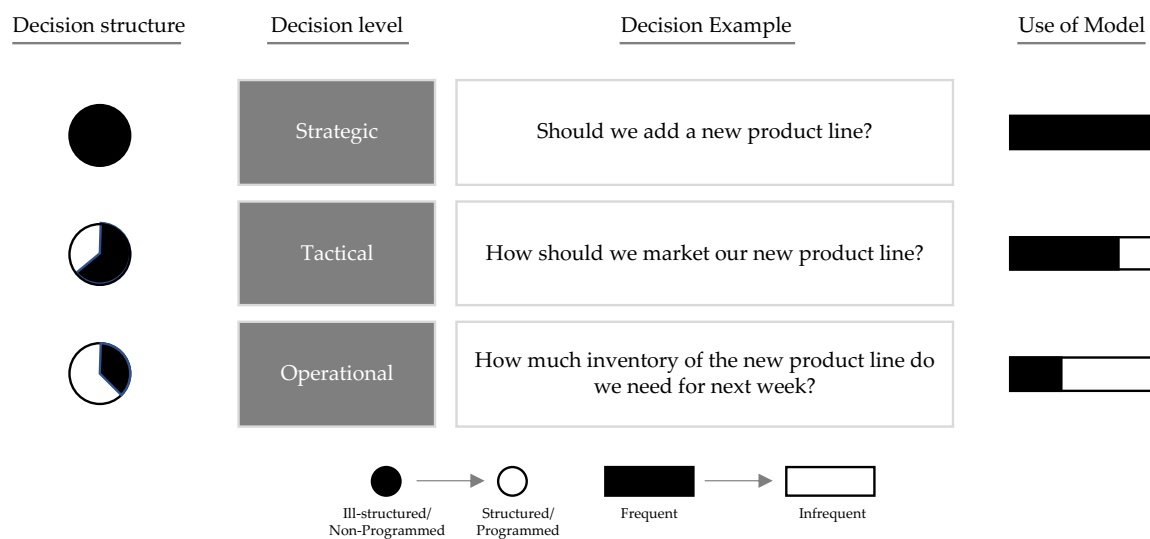 Decision structure
Decision level
Decision Example
Use of Model
Strategic
Should we add a new product line?
Tactical
How should we market our new product line?
Operational
How much inventory of the new product line do
we need for next week?
Ill-structured/
Non-Programmed
Structured/
Programmed
Frequent
Infrequent